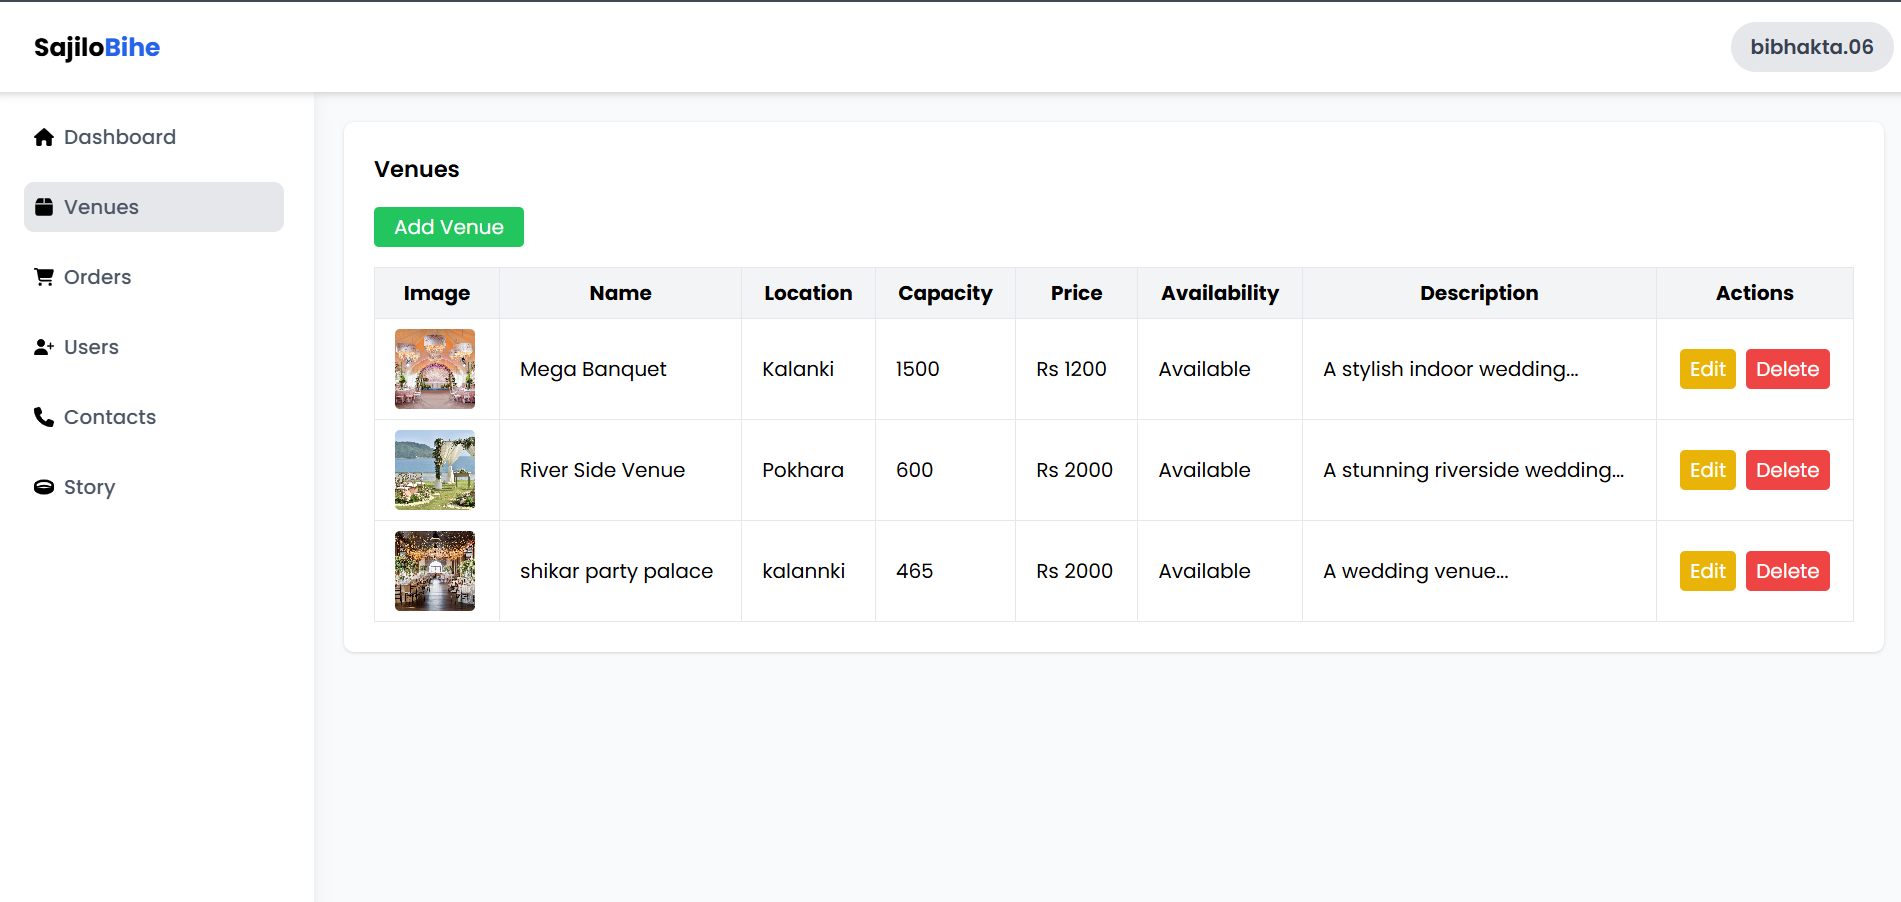 SajiloBihe
bibhakta.06
Dashboard
Venues
Orders
Users
Contacts
Story
Venues
Add Venue
Image Name Location Capacity Price Availability Description Actions
Mega Banquet Kalanki 1500 Rs 1200 Available A stylish indoor wedding... Edit Delete
River Side Venue Pokhara 600 Rs 2000 Available A stunning riverside wedding... Edit Delete
shikar party palace kalannki 465 Rs 2000 Available A wedding venue... Edit Delete